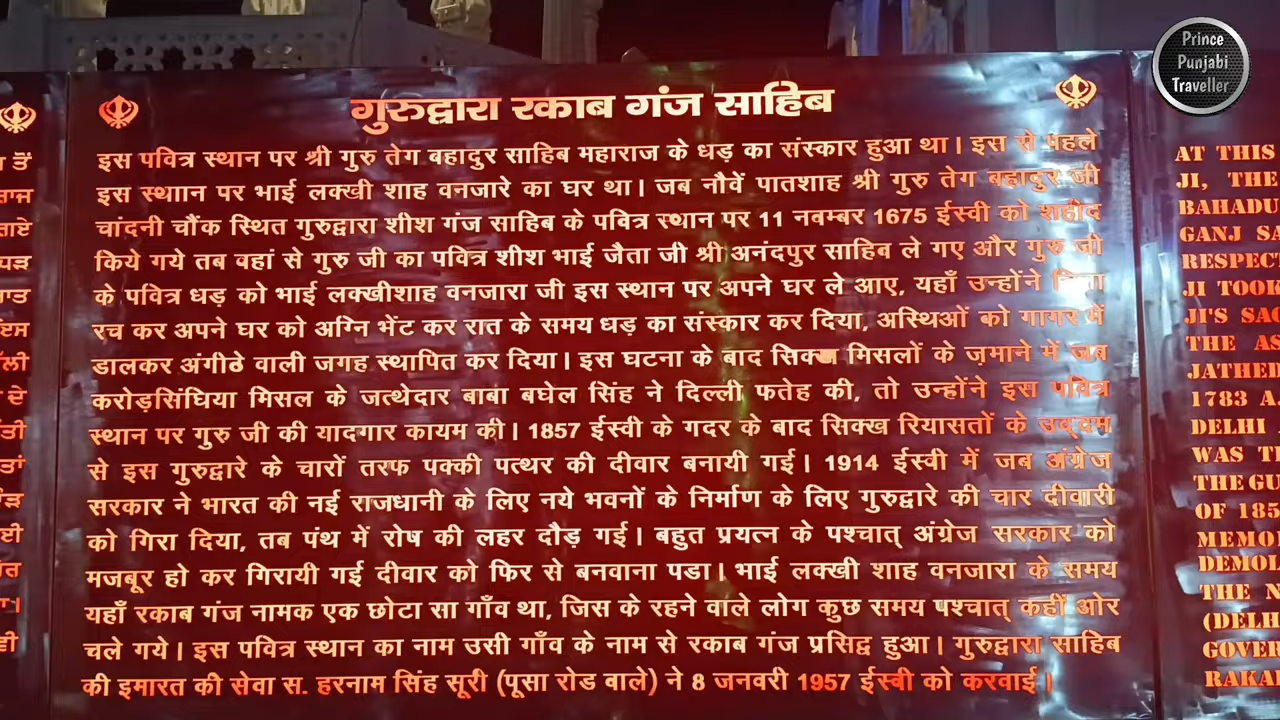 Prince
Punjabi
Traveller
गुरुद्वारा रकाब गंज साहिब
इस पवित्र स्थान पर श्री गुरु तेग बहादुर साहिब महाराज के धड़ का संस्कार हुआ था। इस से पहले
इस स्थाान पर भाई लक्खी शाह वनजारे का घर था। जब नौवें पातशाह श्री गुरु तेग बहादुर जी
चांदनी चौंक स्थित गुरुद्वारा शीश गंज साहिब के पवित्र स्थान पर 11 नवम्बर 1675 ईस्वी को शहीद
किये गये तब वहां से गुरु जी का पवित्र शीश भाई जैता जी श्री अनंदपुर साहिब ले गए और गुरु जी
के पवित्र धड़ को भाई लक्खीशाह वनजारा जी इस स्थान पर अपने घर ले आए, यहाँ उन्होंने
रच कर अपने घर को अग्नि भेंट कर रात के समय धड़ का संस्कार कर दिया, अस्थिओं को गागर में
डालकर अंगीठे वाली जगह स्थापित कर दिया। इस घटना के बाद सिक्ख मिसलों के ज़माने में जब
करोड़सिंघिया मिसल के जत्थेदार बाबा बघेल सिंह ने दिल्ली फतेह की, तो उन्होंने इस पवित्र
स्थान पर गुरु जी की यादगार कायम की। 1857 ईस्वी के गदर के बाद सिक्ख रियासतों के उद्दम
से इस गुरुद्वारे के चारों तरफ पक्की पत्थर की दीवार बनायी गई। 1914 ईस्वी में जब अंग्रेज
सरकार ने भारत की नई राजधानी के लिए नये भवनों के निर्माण के लिए गुरुद्वारे की चार दीवारी
को गिरा दिया, तब पंथ में रोष की लहर दौड़ गई। बहुत प्रयत्न के पश्चात् अंग्रेज सरकार को
मजबूर हो कर गिरायी गई दीवार को फिर से बनवाना पडा। भाई लक्खी शाह वनजारा के समय
यहाँ रकाब गंज नामक एक छोटा सा गाँव था, जिस के रहने वाले लोग कुछ समय पश्चात् कहीं ओर
चले गये। इस पवित्र स्थान का नाम उसी गाँव के नाम से रकाब गंज प्रसिद्व हुआ। गुरुद्वारा साहिब
की इमारत की सेवा स. हरनाम सिंह सूरी (पूसा रोड बाले) ने 8 जनवरी 1957 ईस्वी को करवाई।
AT THIS
JI, THE
BAHADU
GANJ SA
RESPECT
JI TOOK
JI'S SAC
THE AS
JATHED
1783 A.
DELHI
WAS TH
THE GU
OF 185
MEMO
DEMOL
THE N
(DELH
GOVER
RAKA